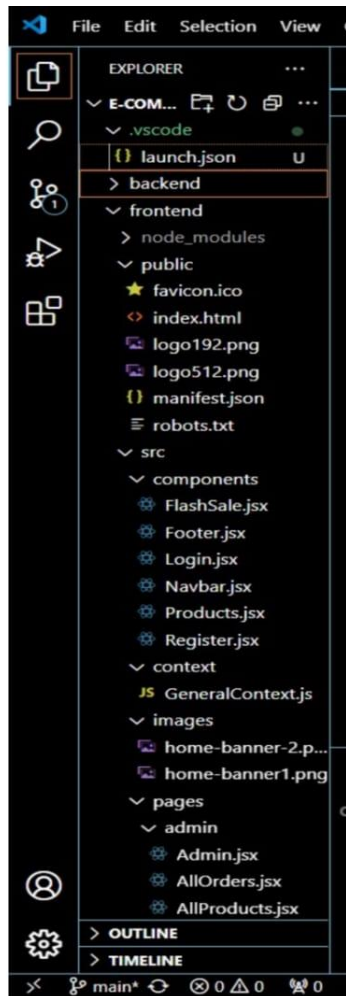 File Edit Selection View
EXPLORER ...
E-COM... ...
.vscode
{} launch.json U
backend
frontend
node_modules
public
favicon.ico
<> index.html
logo192.png
logo512.png
{} manifest.json
robots.txt
src
components
FlashSale.jsx
Footer.jsx
Login.jsx
Navbar.jsx
Products.jsx
Register.jsx
context
JS GeneralContext.js
images
home-banner-2.p...
home-banner1.png
pages
admin
Admin.jsx
AllOrders.jsx
AllProducts.jsx
OUTLINE
TIMELINE
1
main* 0 0 0